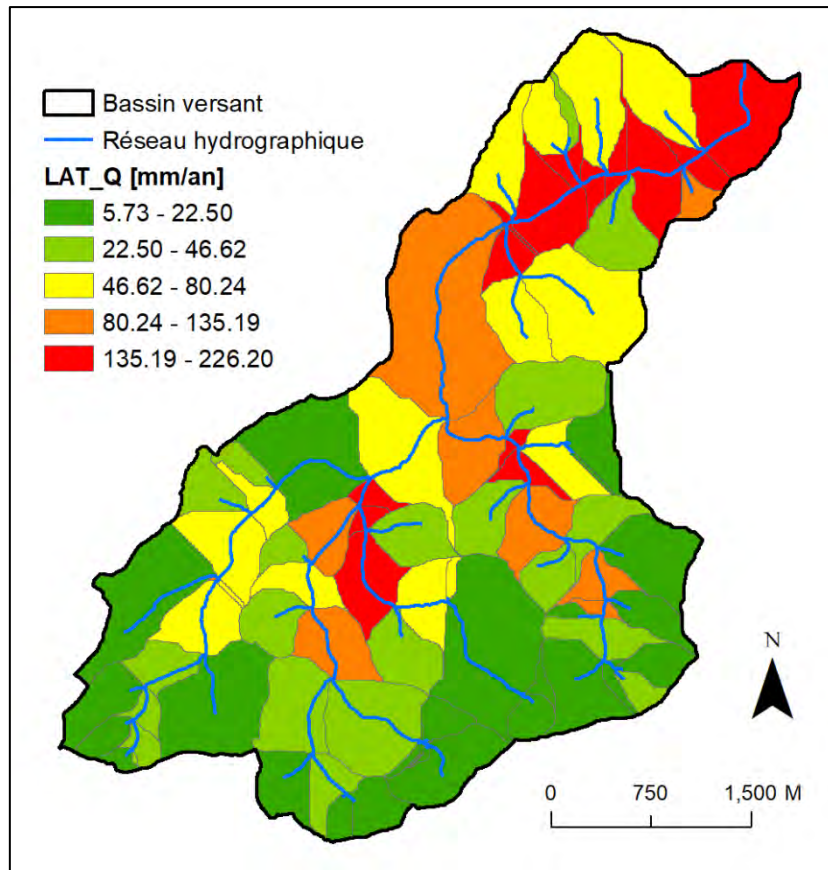 Bassin versant
Réseau hydrographique
LAT_Q [mm/an]
5.73 - 22.50
22.50 - 46.62
46.62 - 80.24
80.24 - 135.19
135.19 - 226.20
N
0 750 1,500 M